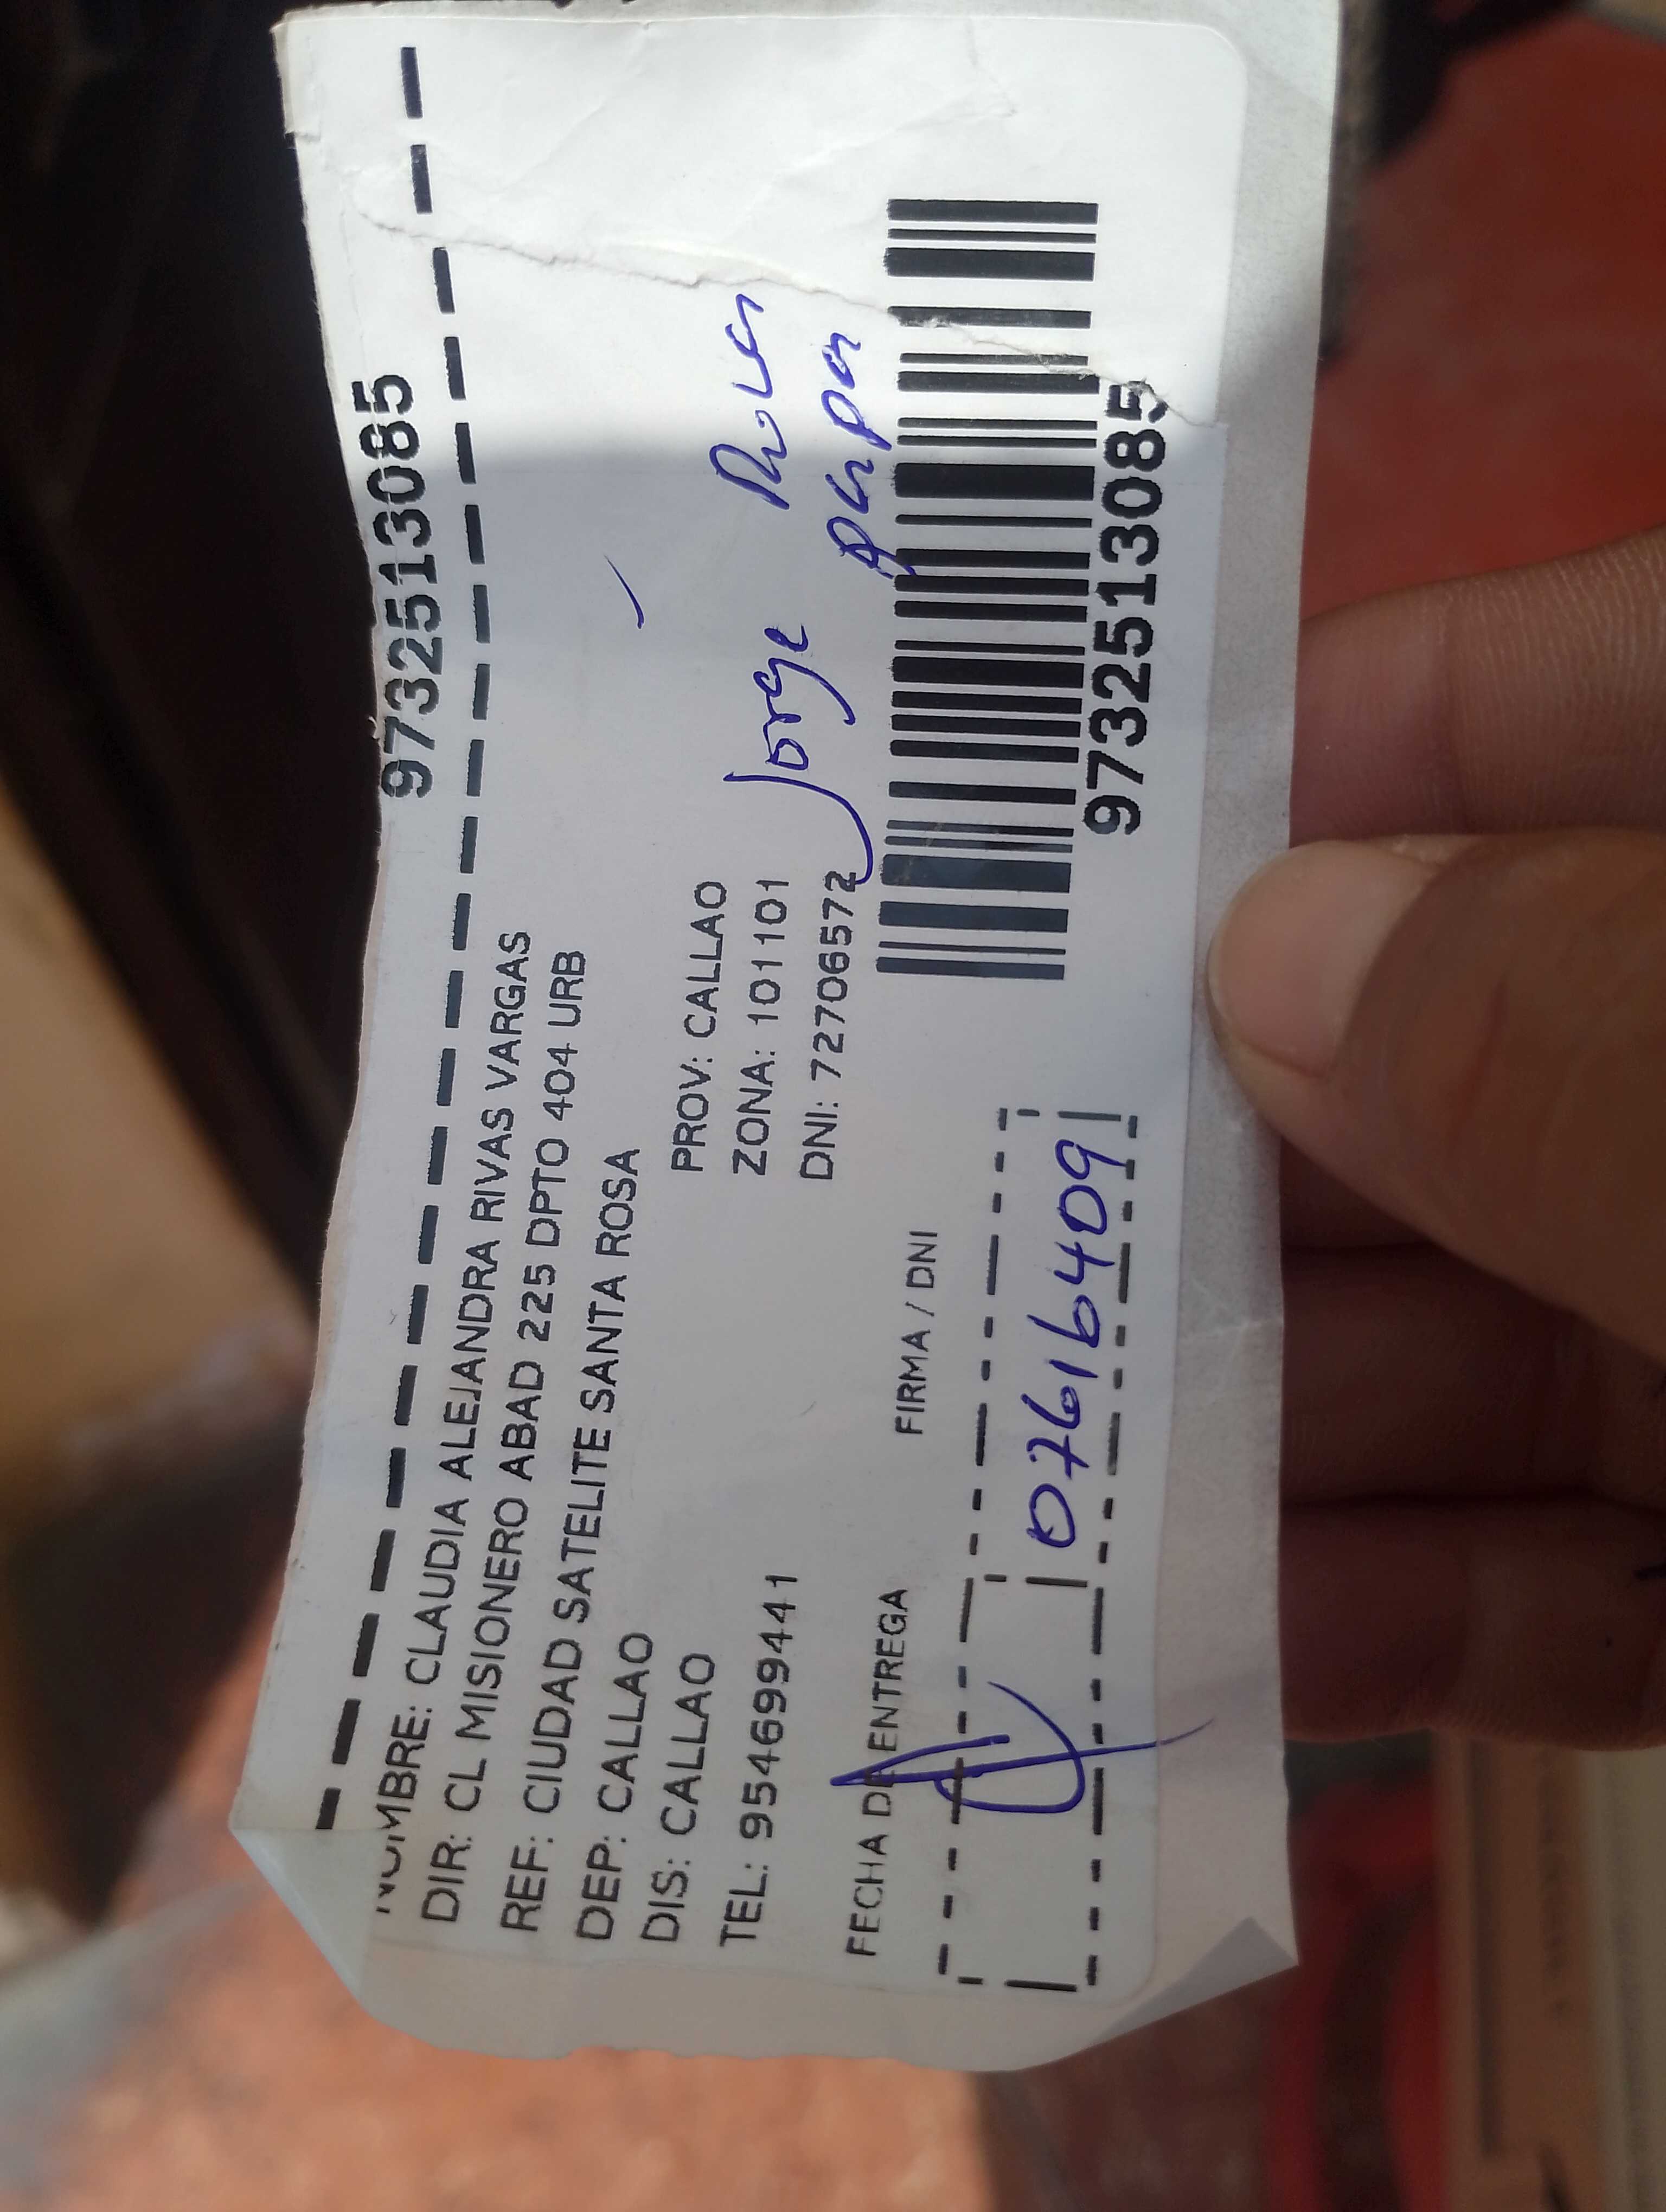 9732513085
NOMBRE: CLAUDIA ALEJANDRA RIVAS VARGAS
DIR: CL MISIONERO ABAD 225 DPTO 404 URB
REF: CIUDAD SATELITE SANTA ROSA
DEP: CALLAO PROV: CALLAO
DIS: CALLAO ZONA: 101101
TEL: 954699441 DNI: 72706572
Jorge Rivas
papa
FECHA DE ENTREGA FIRMA / DNI
07616409
9732513085